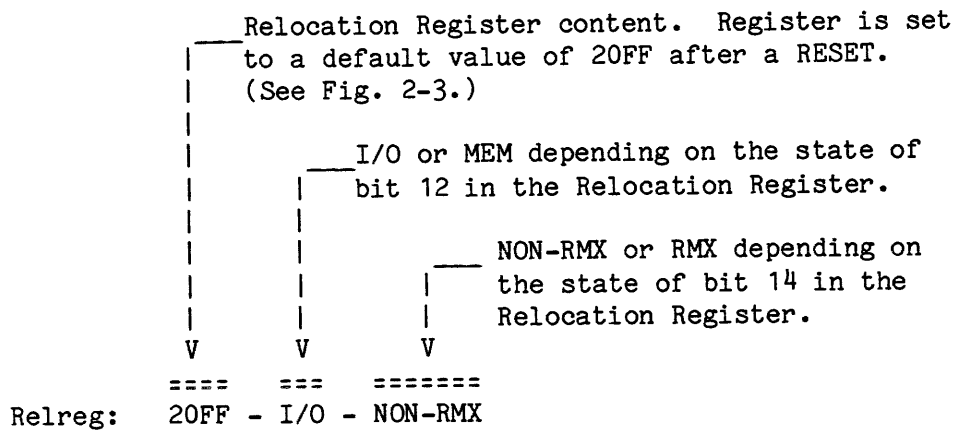 Relocation Register content. Register is set
to a default value of 20FF after a RESET.
(See Fig. 2-3.)
I/O or MEM depending on the state of
bit 12 in the Relocation Register.
NON-RMX or RMX depending on
the state of bit 14 in the
Relocation Register.
V V V
==== === =======
Relreg: 20FF - I/O - NON-RMX